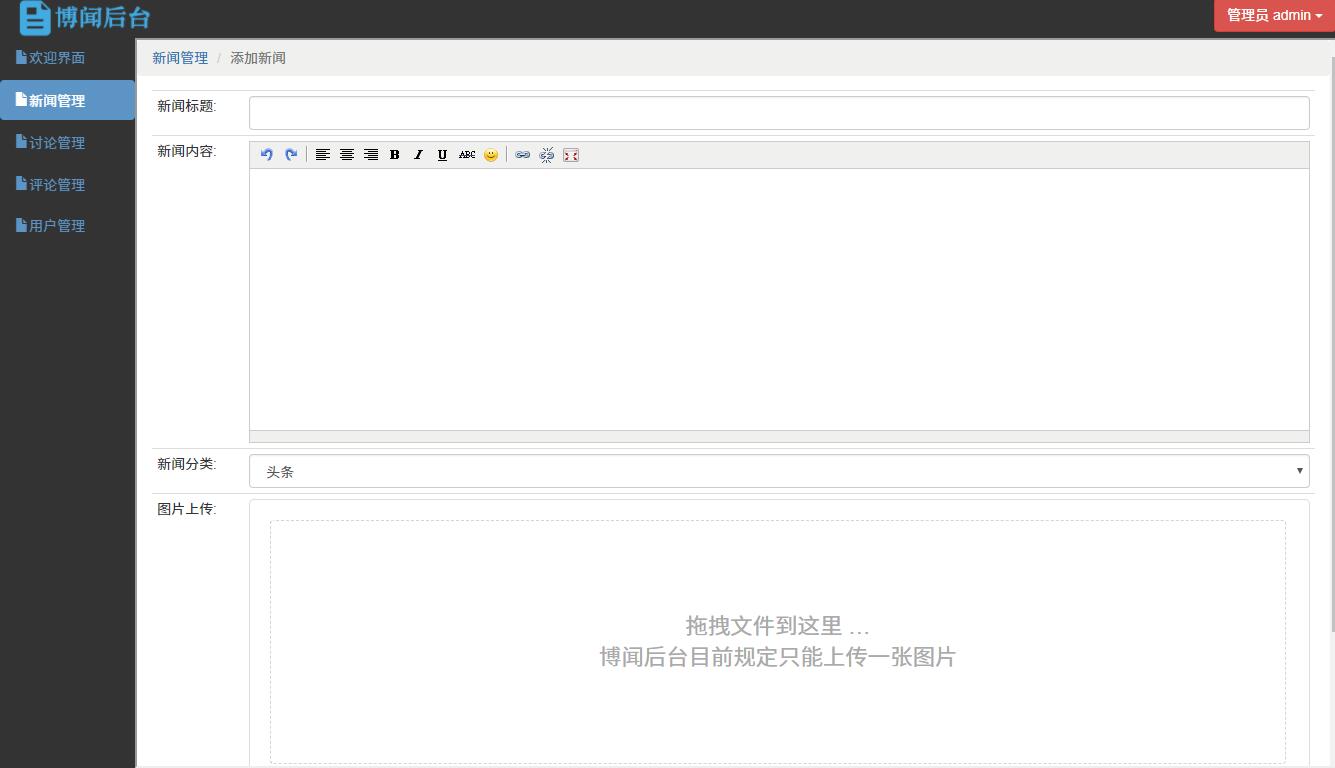 博闻后台
管理员 admin
欢迎界面
新闻管理
讨论管理
评论管理
用户管理
新闻管理 / 添加新闻
新闻标题:
新闻内容:
B I U ABC
新闻分类:
头条
图片上传:
拖拽文件到这里 …
博闻后台目前规定只能上传一张图片